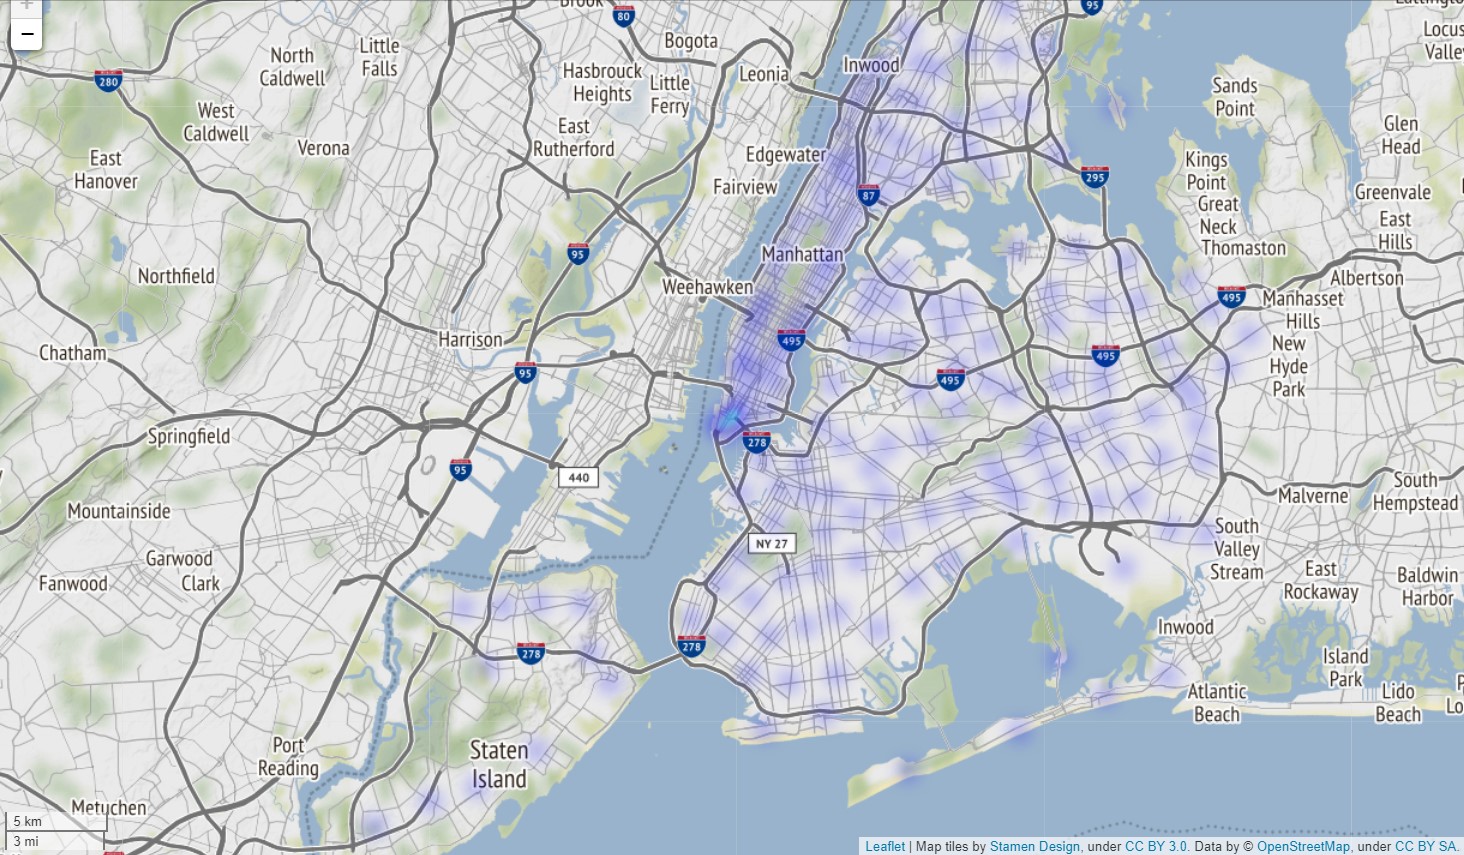 +
−
80
95
Bogota
North
Caldwell
Little
Falls
280
Hasbrouck
Heights
Little
Ferry
Leonia
Inwood
Locus
Valley
Sands
Point
West
Caldwell
Verona
East
Rutherford
Glen
Head
East
Hanover
Edgewater
Fairview
Kings
Point
Great
Neck
Thomaston
295
Greenvale
East
Hills
87
Northfield
95
Manhattan
Weehawken
Albertson
495
Manhasset
Hills
New
Hyde
Park
Chatham
Harrison
95
495
495
495
Springfield
278
95
440
Malverne
South
Hempstead
Mountainside
NY 27
South
Valley
Stream
Garwood
Clark
Fanwood
East
Rockaway
Baldwin
Harbor
Inwood
278
278
Island
Park
Atlantic
Beach
Lido
Beach
Lo
Port
Reading
Staten
Island
Metuchen
5 km
3 mi
Leaflet | Map tiles by Stamen Design, under CC BY 3.0. Data by © OpenStreetMap, under CC BY SA.